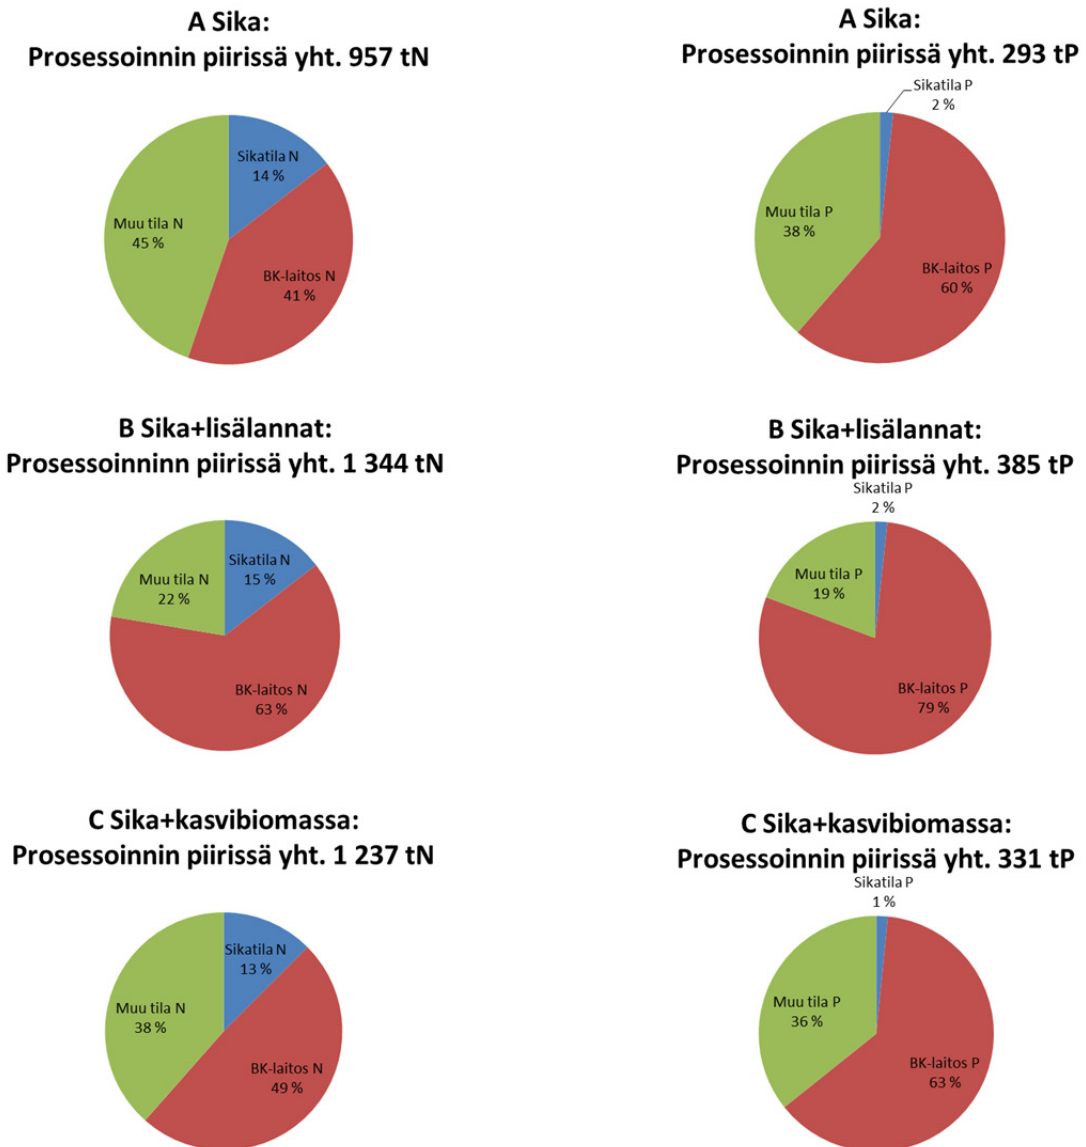 A Sika:
Prosessoinnin piirissä yht. 957 tN
Sikatila N
14 %
Muu tila N
45 %
BK-laitos N
41 %
A Sika:
Prosessoinnin piirissä yht. 293 tP
Sikatila P
2 %
Muu tila P
38 %
BK-laitos P
60 %
B Sika+lisälannat:
Prosessoininn piirissä yht. 1 344 tN
Sikatila N
15 %
Muu tila N
22 %
BK-laitos N
63 %
B Sika+lisälannat:
Prosessoinnin piirissä yht. 385 tP
Sikatila P
2 %
Muu tila P
19 %
BK-laitos P
79 %
C Sika+kasvibiomassa:
Prosessoinnin piirissä yht. 1 237 tN
Sikatila N
13 %
Muu tila N
38 %
BK-laitos N
49 %
C Sika+kasvibiomassa:
Prosessoinnin piirissä yht. 331 tP
Sikatila P
1 %
Muu tila P
36 %
BK-laitos P
63 %